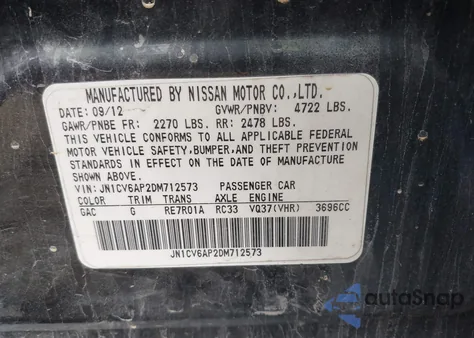 MANUFACTURED BY NISSAN MOTOR CO.,LTD.
DATE: 09/12 GVWR/PNBV: 4722 LBS.
GAWR/PNBE FR: 2270 LBS. RR: 2478 LBS.
THIS VEHICLE CONFORMS TO ALL APPLICABLE FEDERAL
MOTOR VEHICLE SAFETY,BUMPER,AND THEFT PREVENTION
STANDARDS IN EFFECT ON THE DATE OF MANUFACTURE
SHOWN ABOVE.
VIN: JN1CV6AP2DM712573 PASSENGER CAR
COLOR TRIM TRANS AXLE ENGINE
GAC G RE7R01A RC33 VQ37(VHR) 3696CC
JN1CV6AP2DM712573
autoSnap